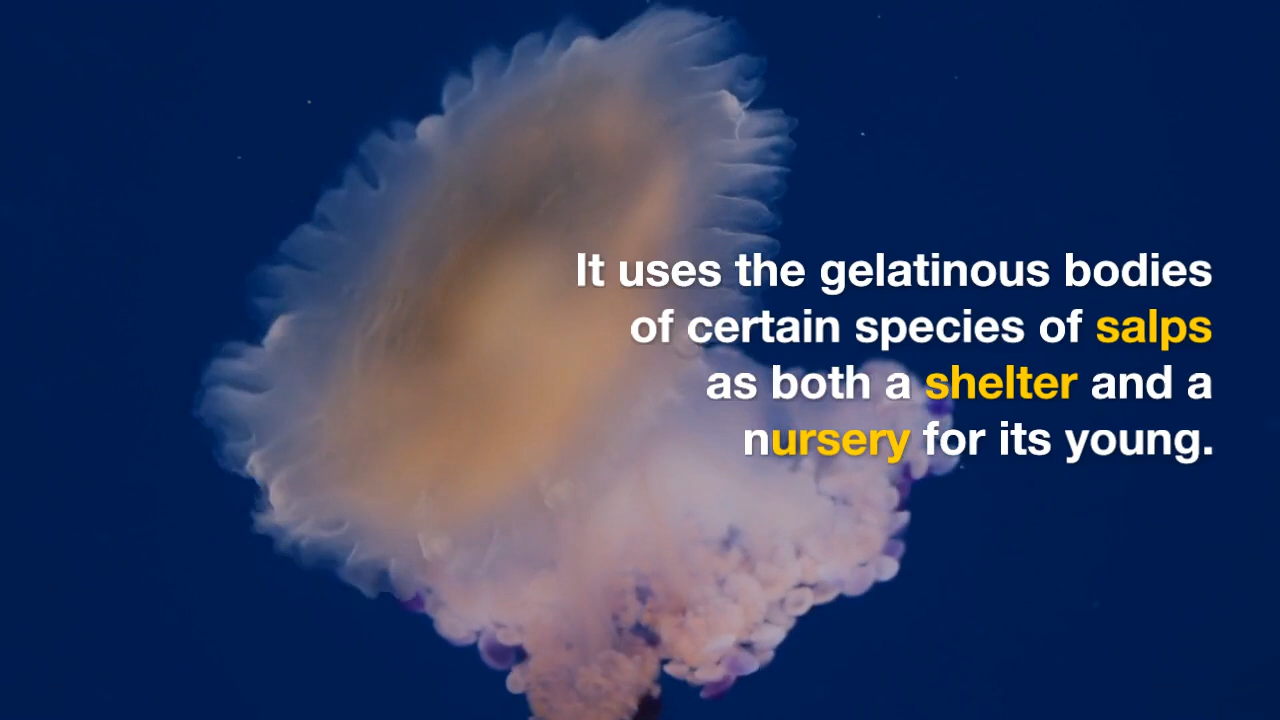 It uses the gelatinous bodies
of certain species of salps
as both a shelter and a
nursery for its young.